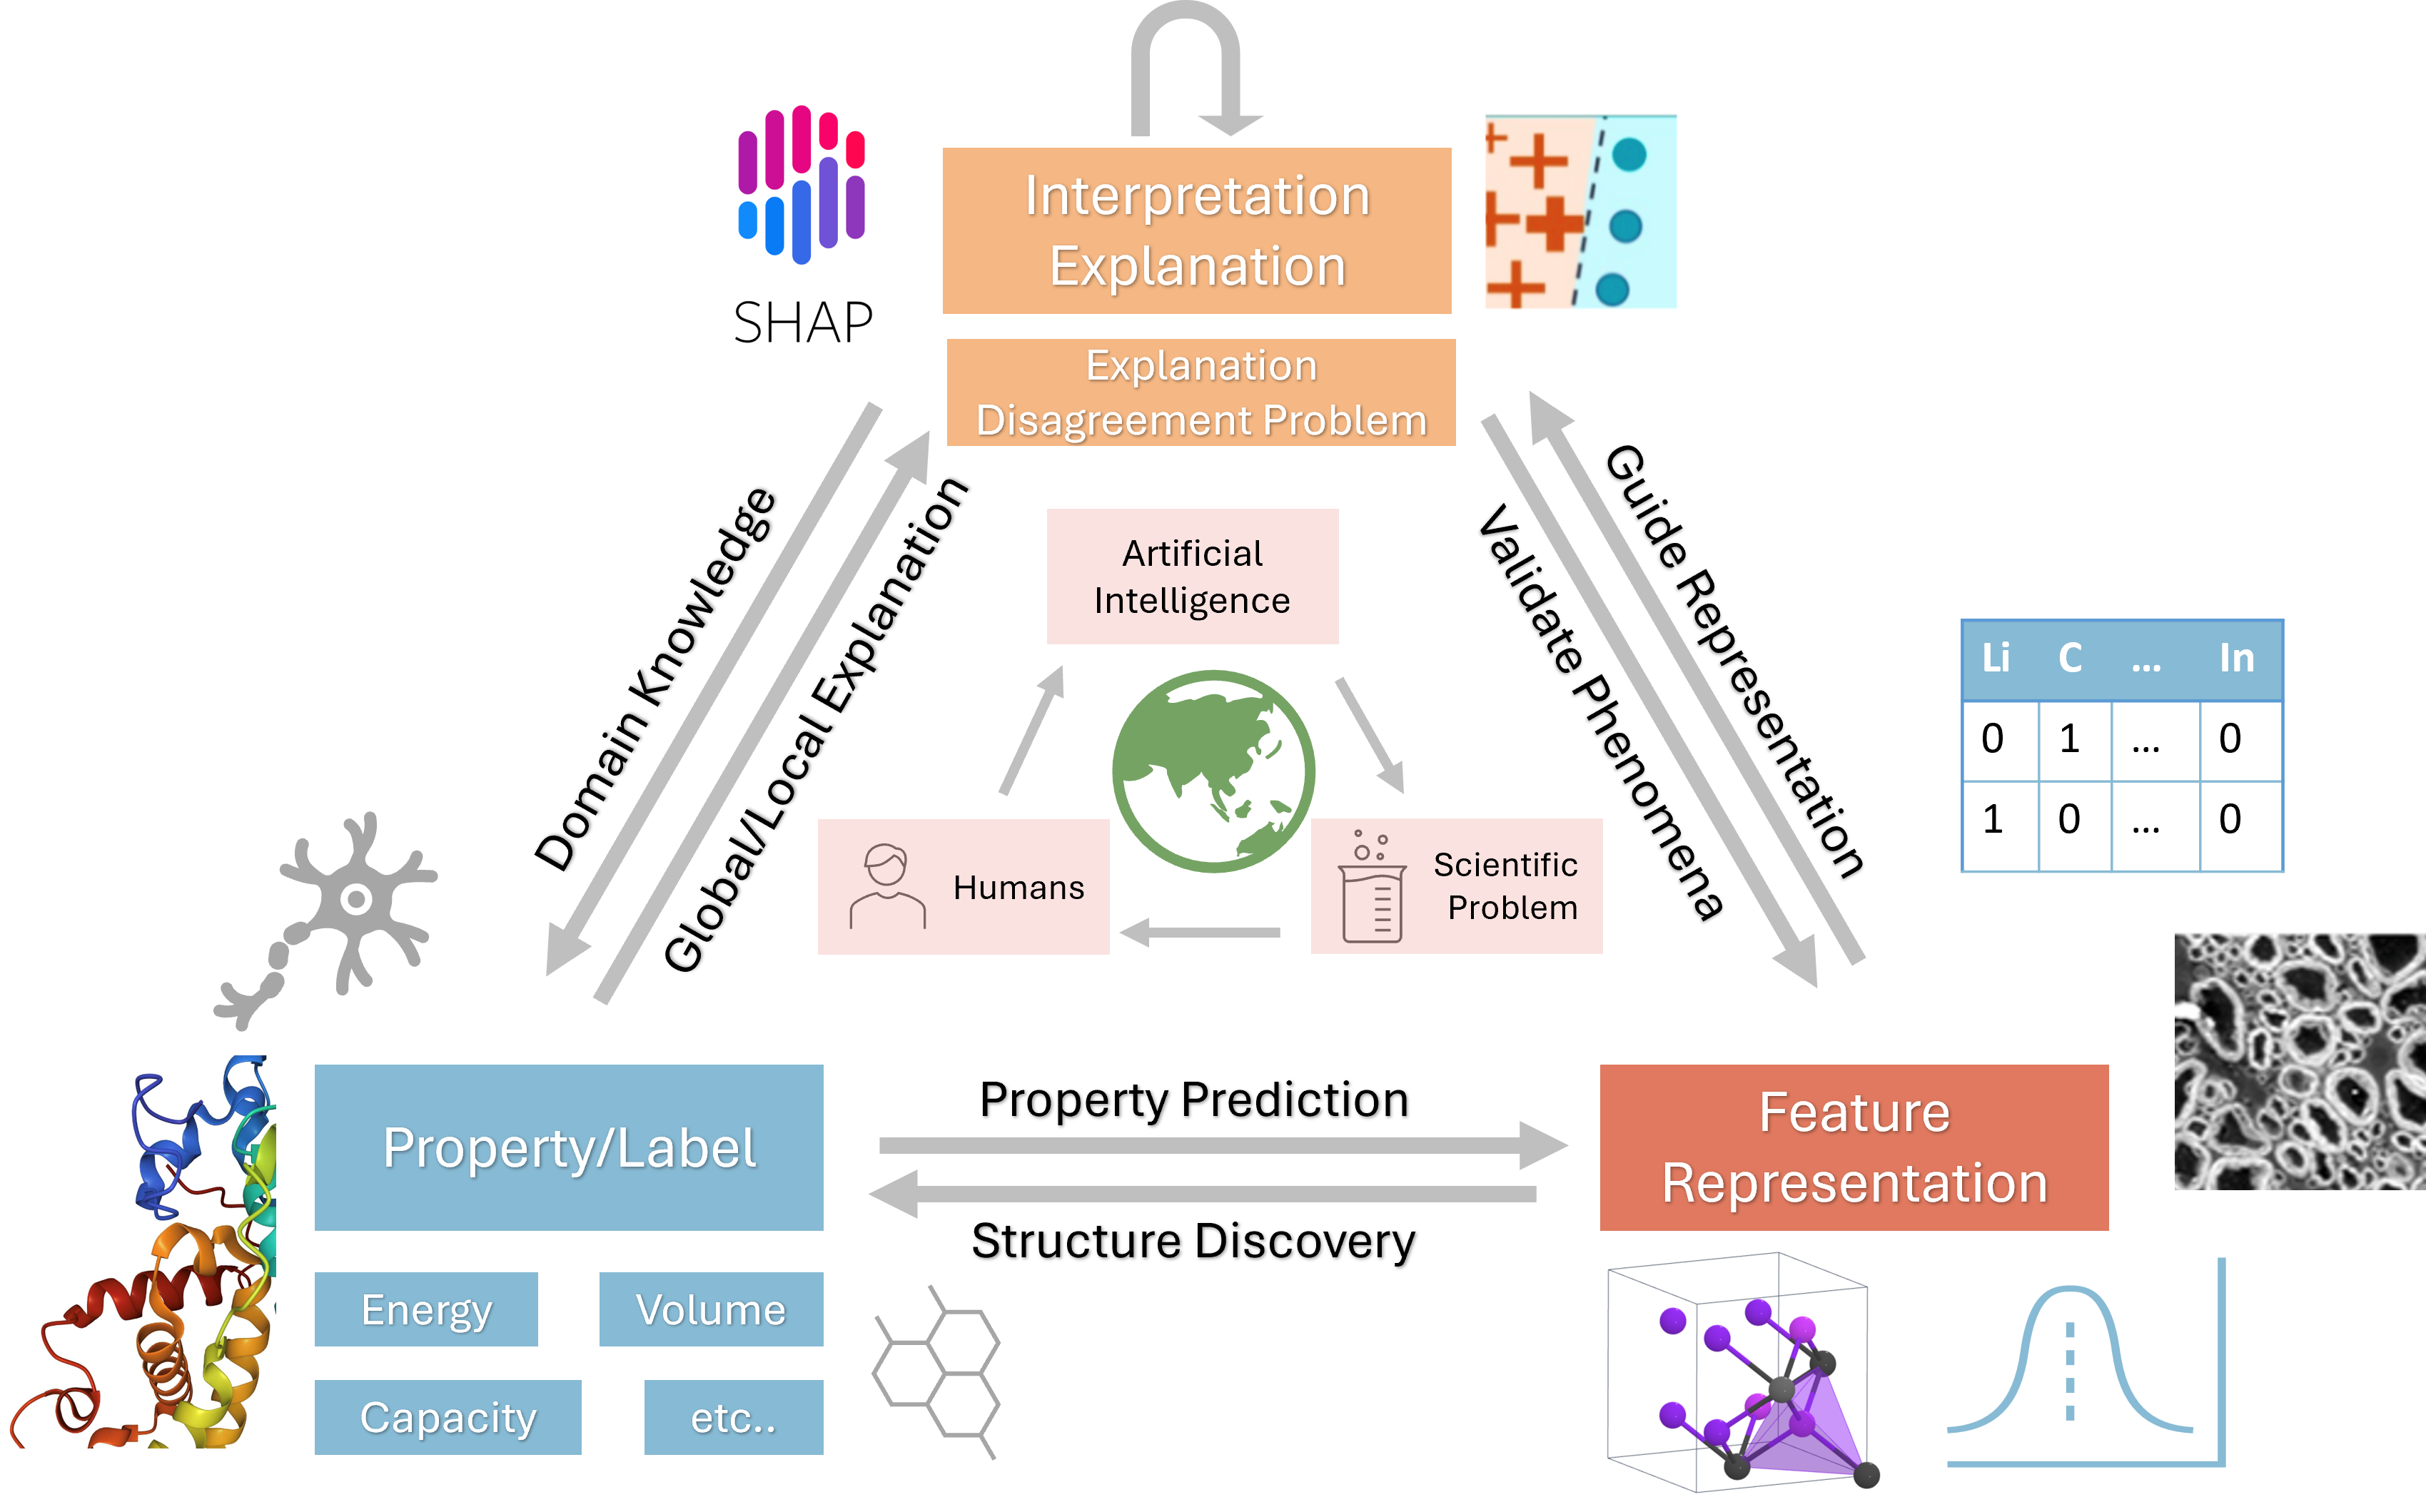 Interpretation
Explanation
SHAP
Explanation
Disagreement Problem
Domain Knowledge
Global/Local Explanation
Artificial
Intelligence
Validate Phenomena
Guide Representation
Humans
Scientific
Problem
Li C ... In
0 1 ... 0
1 0 ... 0
Property/Label
Property Prediction
Structure Discovery
Feature
Representation
Energy
Volume
Capacity
etc..